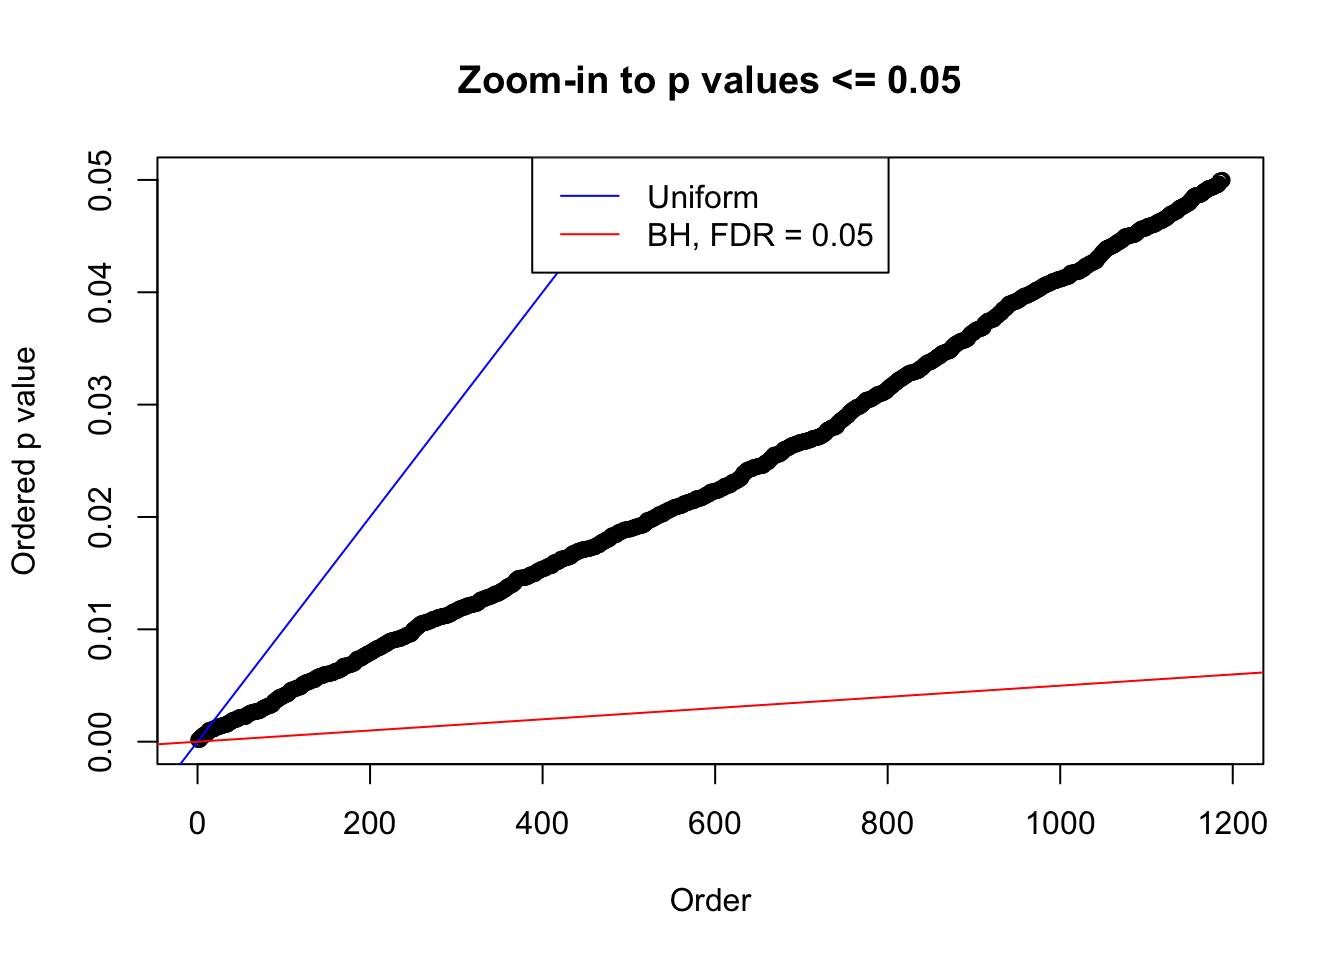 Zoom-in to p values <= 0.05
Uniform
BH, FDR = 0.05
Ordered p value
0.05
0.04
0.03
0.02
0.01
0.00
0 200 400 600 800 1000 1200
Order